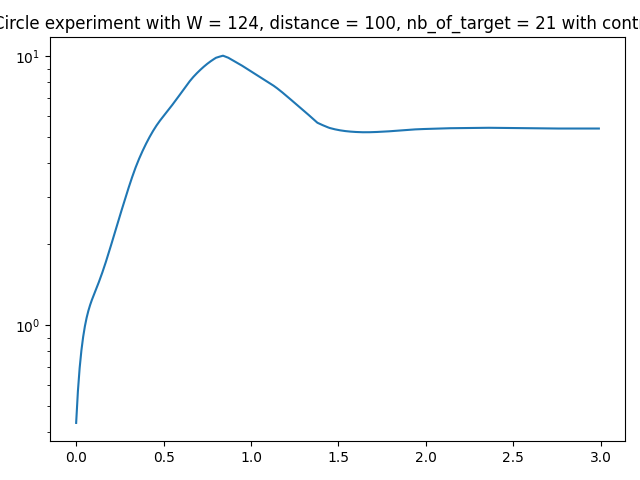 Circle experiment with W = 124, distance = 100, nb_of_target = 21 with
10¹
10⁰
0.0 0.5 1.0 1.5 2.0 2.5 3.0